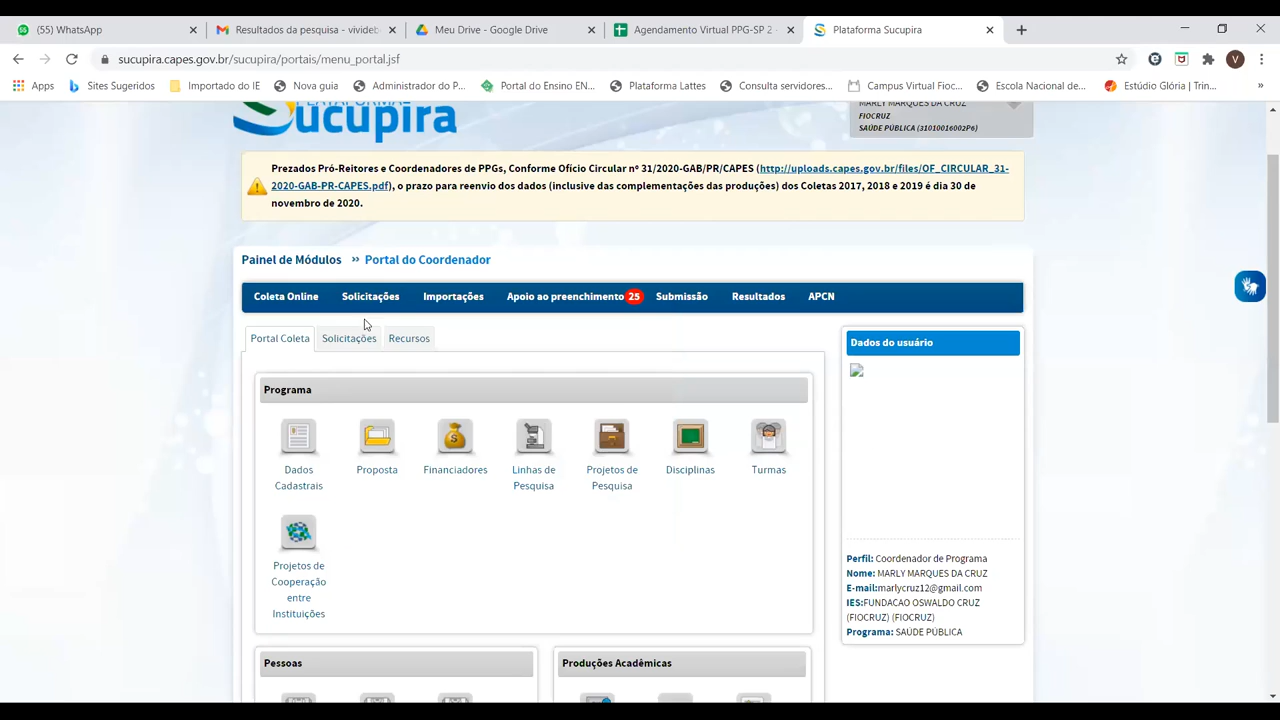 (55) WhatsApp
Resultados da pesquisa - vivideb
Meu Drive - Google Drive
Agendamento Virtual PPG-SP 2
Plataforma Sucupira
sucupira.capes.gov.br/sucupira/portais/menu_portal.jsf
V
Apps
Sites Sugeridos
Importado do IE
Nova guia
Administrador do P...
Portal do Ensino EN...
Plataforma Lattes
Consulta servidores...
Campus Virtual Fioc...
Escola Nacional de...
Estúdio Glória | Trin...
»
Sucupira
MARLY MARQUES DA CRUZ
FIOCRUZ
SAÚDE PÚBLICA (31010016002P6)
Prezados Pró-Reitores e Coordenadores de PPGs, Conforme Ofício Circular nº 31/2020-GAB/PR/CAPES (http://uploads.capes.gov.br/files/OF_CIRCULAR_31-
2020-GAB-PR-CAPES.pdf), o prazo para reenvio dos dados (inclusive das complementações das produções) dos Coletas 2017, 2018 e 2019 é dia 30 de
novembro de 2020.
Painel de Módulos » Portal do Coordenador
Coleta Online Solicitações Importações Apoio ao preenchimento 25 Submissão Resultados APCN
Portal Coleta Solicitações Recursos
Dados do usuário
Programa
Dados
Cadastrais
Proposta
Financiadores
Linhas de
Pesquisa
Projetos de
Pesquisa
Disciplinas
Turmas
Projetos de
Cooperação
entre
Instituições
Perfil: Coordenador de Programa
Nome: MARLY MARQUES DA CRUZ
E-mail:marlycruz12@gmail.com
IES:FUNDACAO OSWALDO CRUZ
(FIOCRUZ) (FIOCRUZ)
Programa: SAÚDE PÚBLICA
Pessoas
Produções Acadêmicas